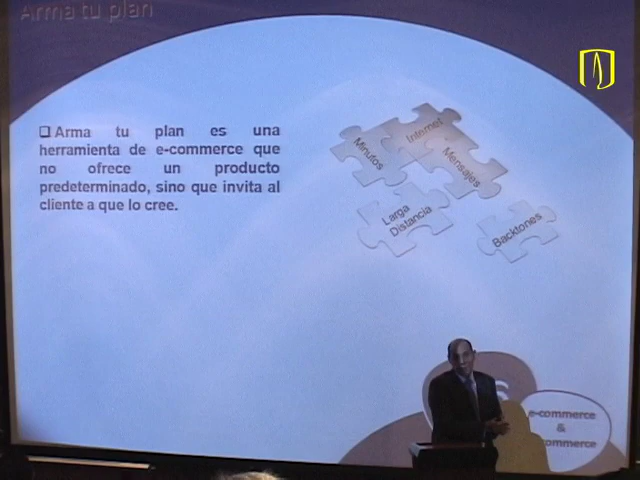 Arma tu plan
❑ Arma tu plan es una
herramienta de e-commerce que
no ofrece un producto
predeterminado, sino que invita al
cliente a que lo cree.
Minutos
Internet
Mensajes
Larga
Distancia
Backtones
e-commerce
&
commerce